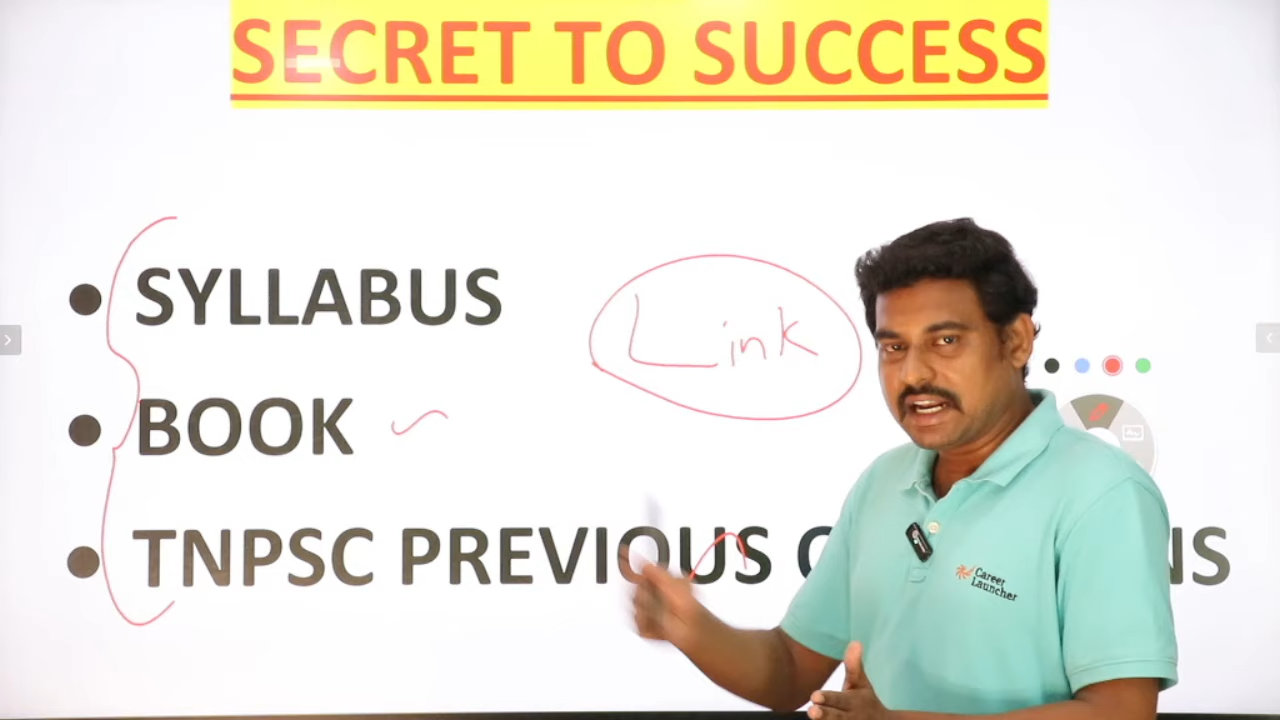 SECRET TO SUCCESS
• SYLLABUS
Link
• BOOK
• TNPSC PREVIOUS
Career
Launcher